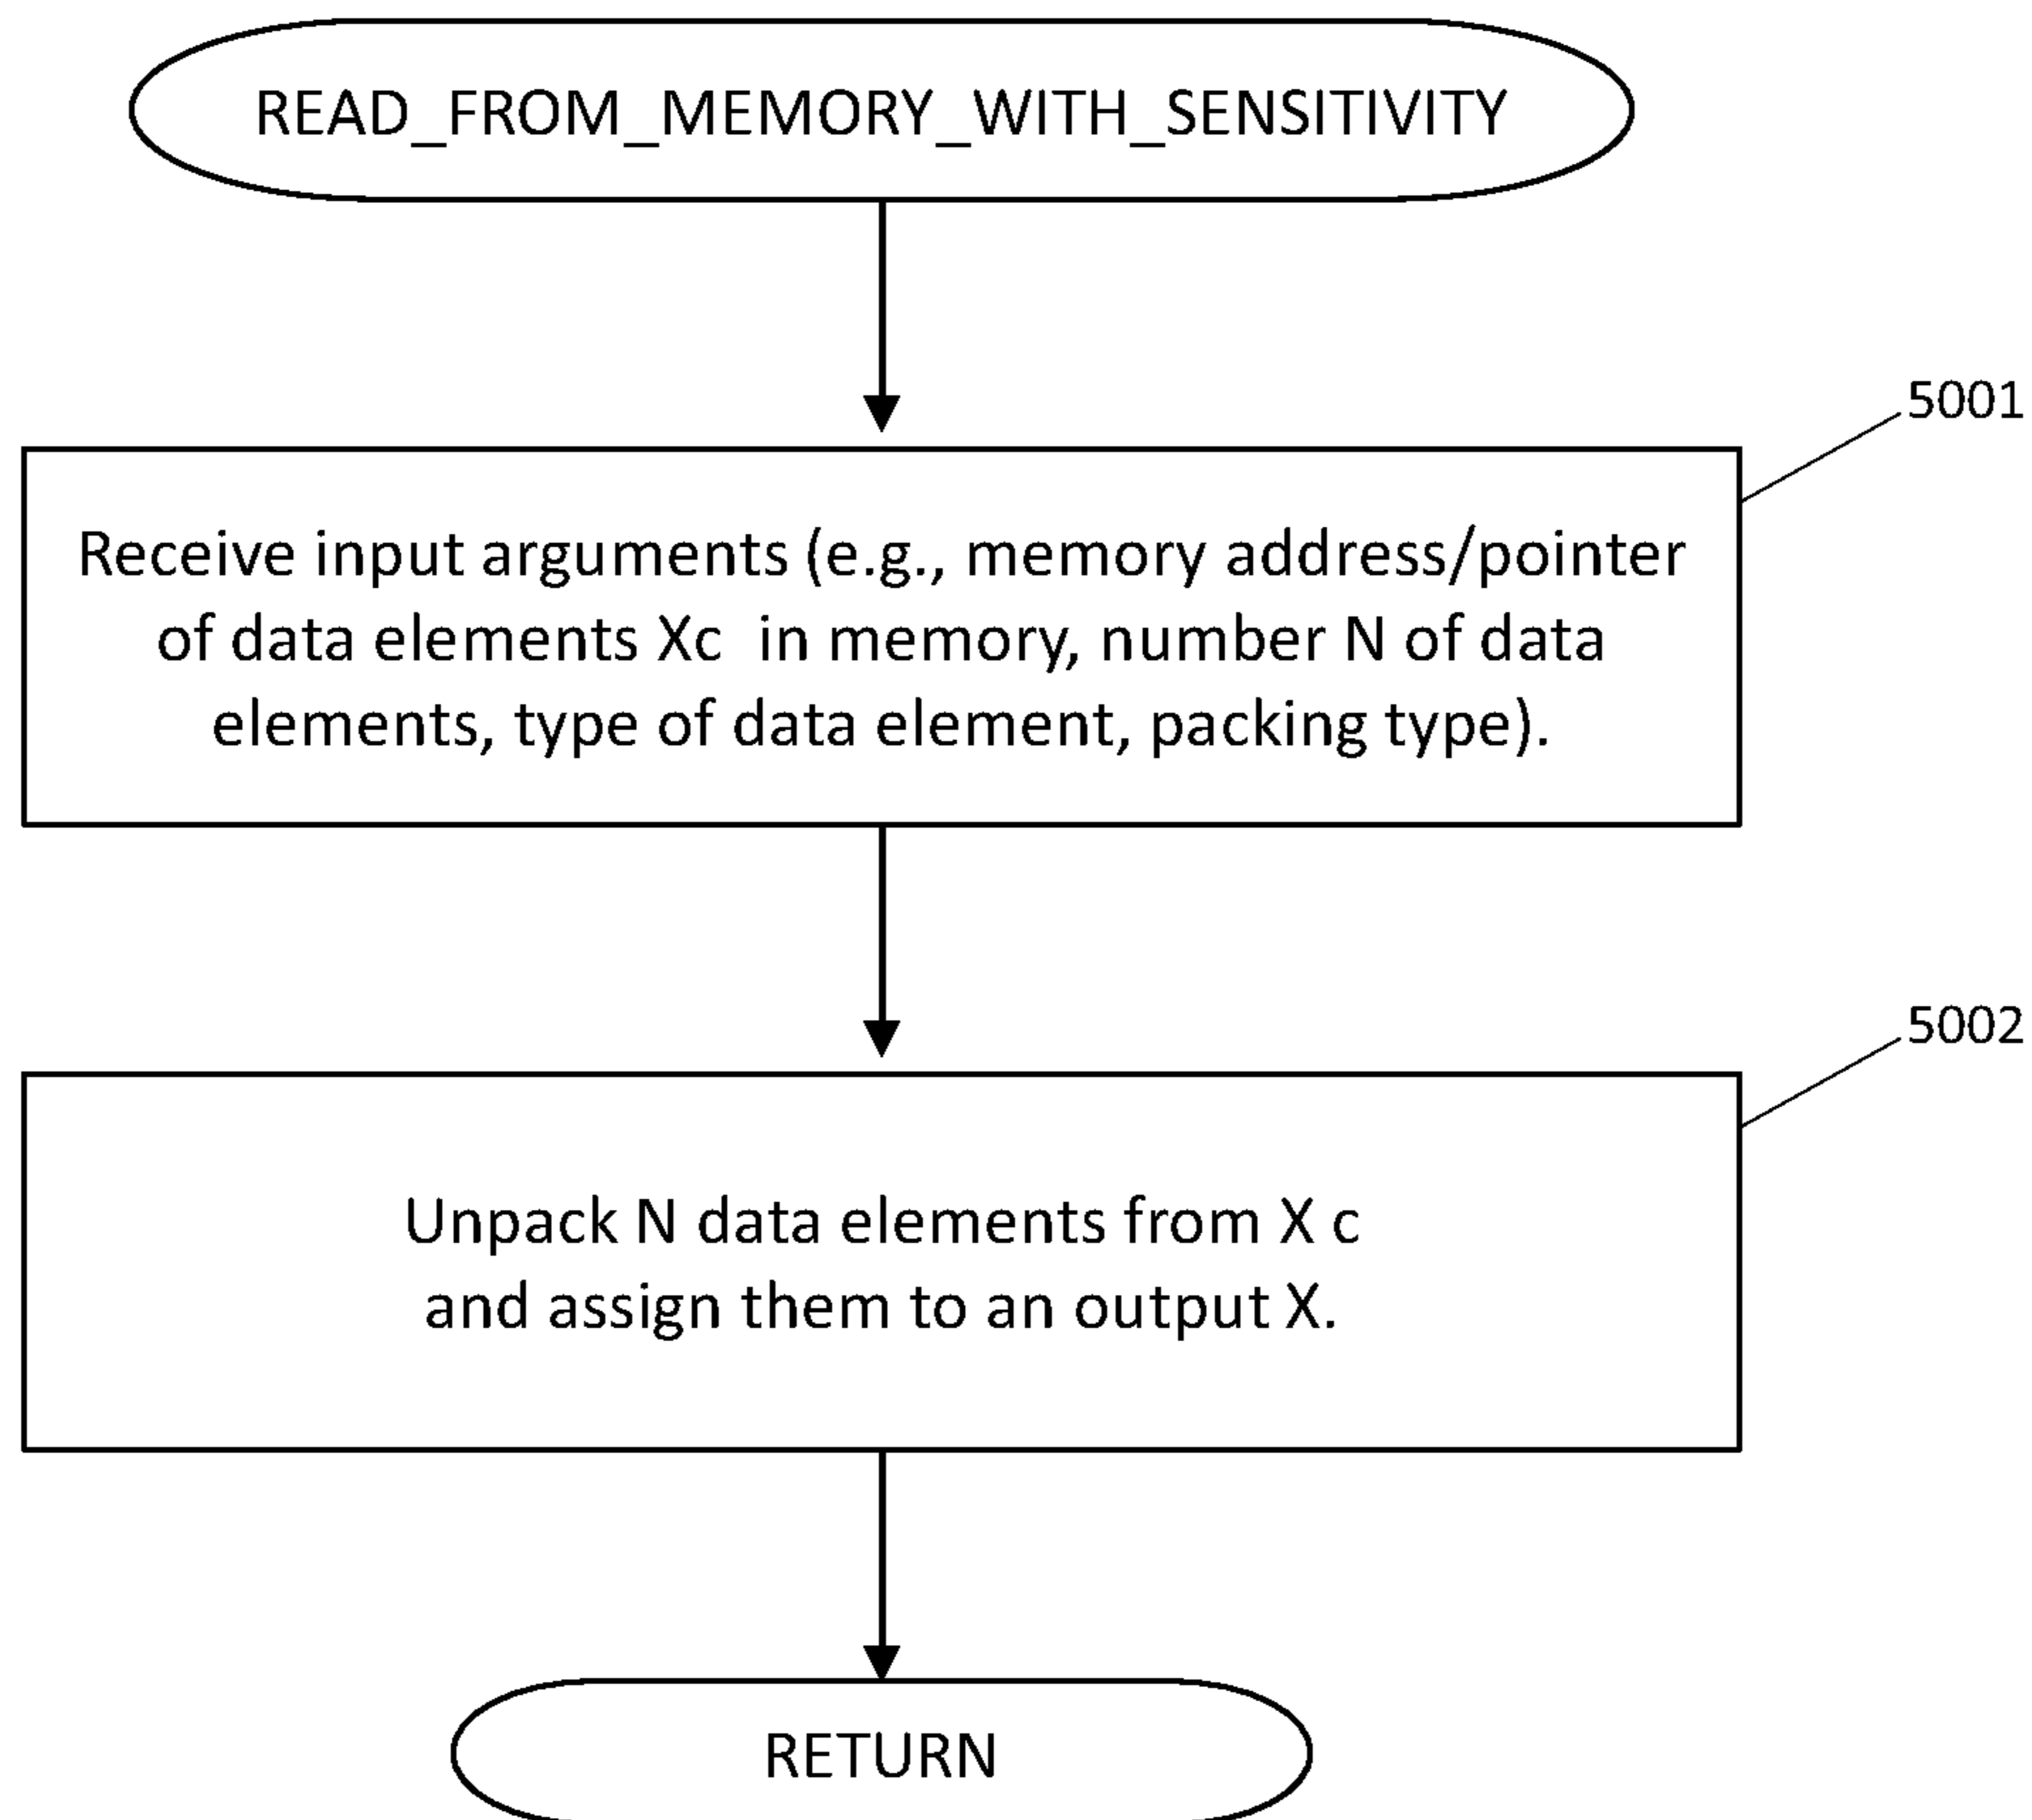 READ_FROM_MEMORY_WITH_SENSITIVITY
5001
Receive input arguments (e.g., memory address/pointer
of data elements Xc in memory, number N of data
elements, type of data element, packing type).
5002
Unpack N data elements from X c
and assign them to an output X.
RETURN